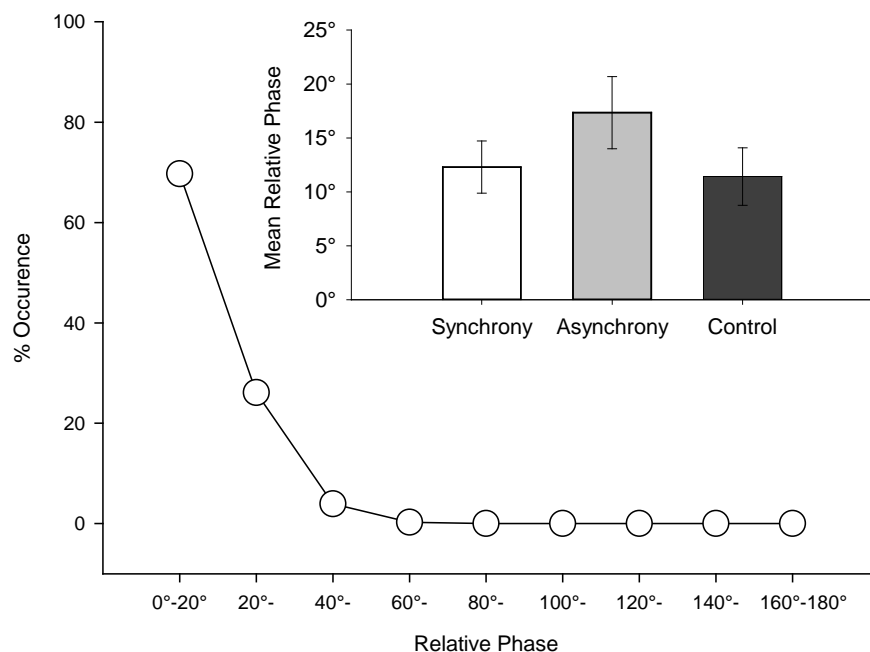 100
80
60
40
20
0
% Occurence
25°
20°
15°
10°
5°
0°
Mean Relative Phase
Synchrony Asynchrony Control
0°-20° 20°- 40°- 60°- 80°- 100°- 120°- 140°- 160°-180°
Relative Phase